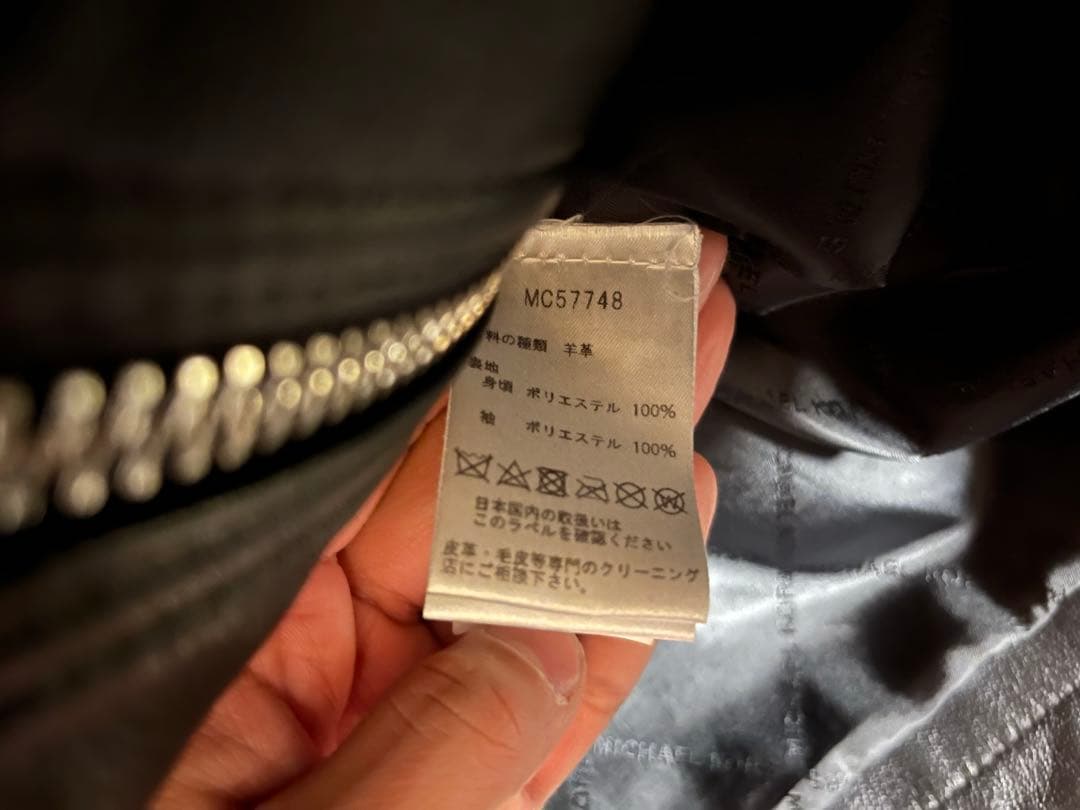 MC57748
料の種類 羊革
裏地
身頃 ポリエステル 100%
袖 ポリエステル 100%
日本国内の取扱いは
このラベルを確認ください
皮革・毛皮等専門のクリーニング
店にご相談下さい。
MICHAEL